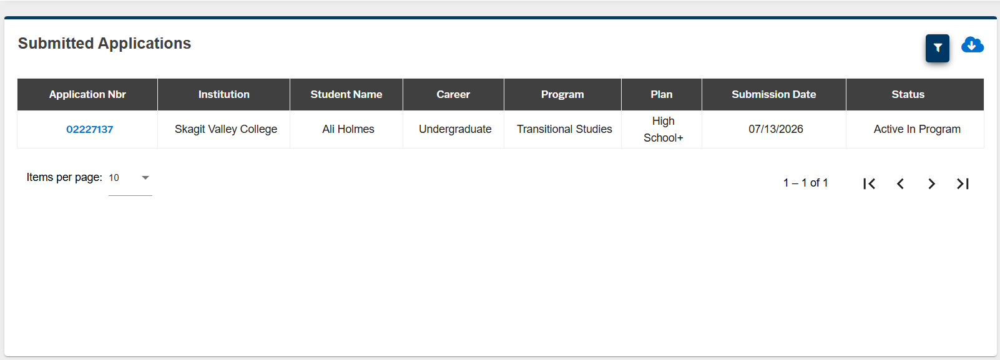 Submitted Applications
Application Nbr Institution Student Name Career Program Plan Submission Date Status
02227137 Skagit Valley College Ali Holmes Undergraduate Transitional Studies High School+ 07/13/2026 Active In Program
Items per page: 10
1 – 1 of 1